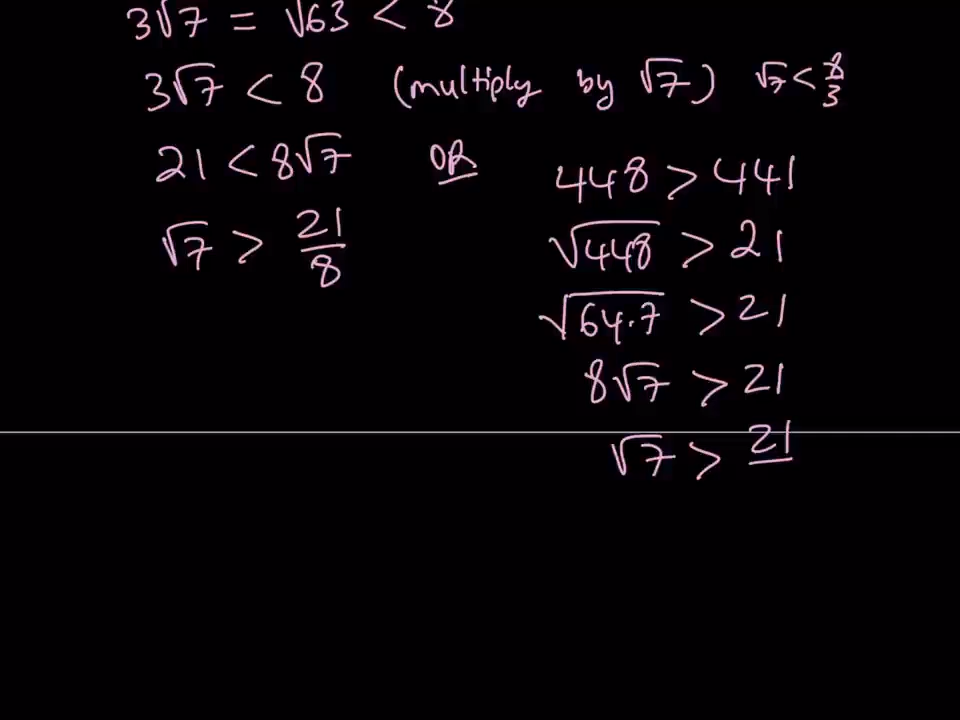 3√7 = √63 < 8
3√7 < 8 (multiply by √7) √7 < 8/3
21 < 8√7 OR
√7 > 21/8
448 > 441
√448 > 21
√64·7 > 21
8√7 > 21
√7 > 21